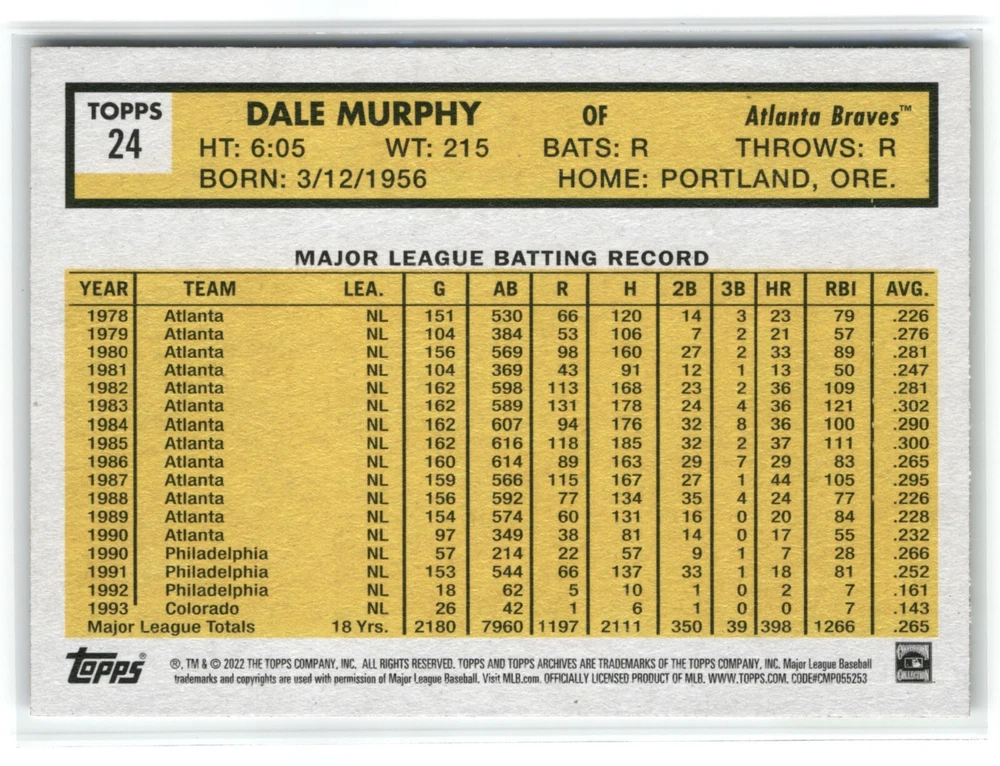 TOPPS 24
DALE MURPHY OF Atlanta Braves™
HT: 6:05 WT: 215 BATS: R THROWS: R
BORN: 3/12/1956 HOME: PORTLAND, ORE.
MAJOR LEAGUE BATTING RECORD
YEAR TEAM LEA. G AB R H 2B 3B HR RBI AVG.
1978 Atlanta NL 151 530 66 120 14 3 23 79 .226
1979 Atlanta NL 104 384 53 106 7 2 21 57 .276
1980 Atlanta NL 156 569 98 160 27 2 33 89 .281
1981 Atlanta NL 104 369 43 91 12 1 13 50 .247
1982 Atlanta NL 162 598 113 168 23 2 36 109 .281
1983 Atlanta NL 162 589 131 178 24 4 36 121 .302
1984 Atlanta NL 162 607 94 176 32 8 36 100 .290
1985 Atlanta NL 162 616 118 185 32 2 37 111 .300
1986 Atlanta NL 160 614 89 163 29 7 29 83 .265
1987 Atlanta NL 159 566 115 167 27 1 44 105 .295
1988 Atlanta NL 156 592 77 134 35 4 24 77 .226
1989 Atlanta NL 154 574 60 131 16 0 20 84 .228
1990 Atlanta NL 97 349 38 81 14 0 17 55 .232
1990 Philadelphia NL 57 214 22 57 9 1 7 28 .266
1991 Philadelphia NL 153 544 66 137 33 1 18 81 .252
1992 Philadelphia NL 18 62 5 10 1 0 2 7 .161
1993 Colorado NL 26 42 1 6 1 0 0 7 .143
Major League Totals 18 Yrs. 2180 7960 1197 2111 350 39 398 1266 .265
topps® ®, TM & © 2022 THE TOPPS COMPANY, INC. ALL RIGHTS RESERVED. TOPPS AND TOPPS ARCHIVES ARE TRADEMARKS OF THE TOPPS COMPANY, INC. Major League Baseball
trademarks and copyrights are used with permission of Major League Baseball. Visit MLB.com. OFFICIALLY LICENSED PRODUCT OF MLB. WWW.TOPPS.COM. CODE#CMP055253